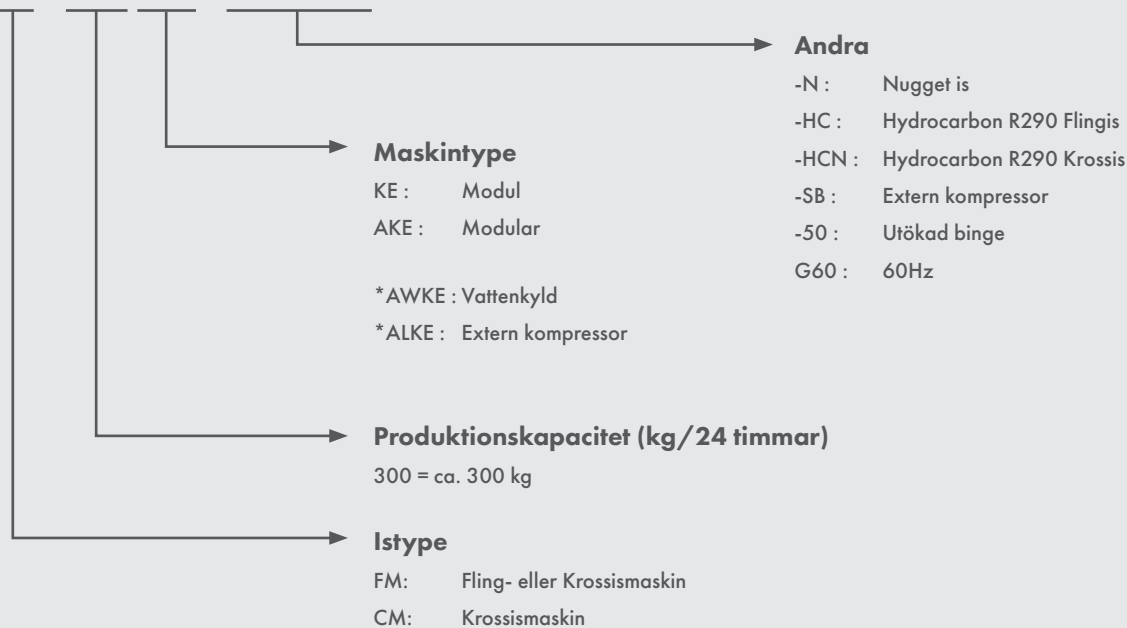 Andra
-N : Nugget is
-HC : Hydrocarbon R290 Flingis
-HCN : Hydrocarbon R290 Krossis
-SB : Extern kompressor
-50 : Utökad binge
G60 : 60Hz
Maskintype
KE : Modul
AKE : Modular
*AWKE : Vattenkyld
*ALKE : Extern kompressor
Produktionskapacitet (kg/24 timmar)
300 = ca. 300 kg
Istype
FM: Fling- eller Krossismaskin
CM: Krossismaskin